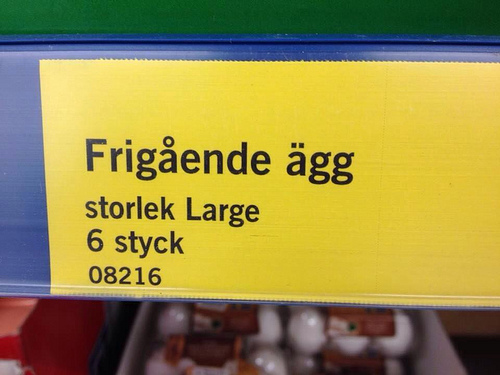 Frigående ägg
storlek Large
6 styck
08216